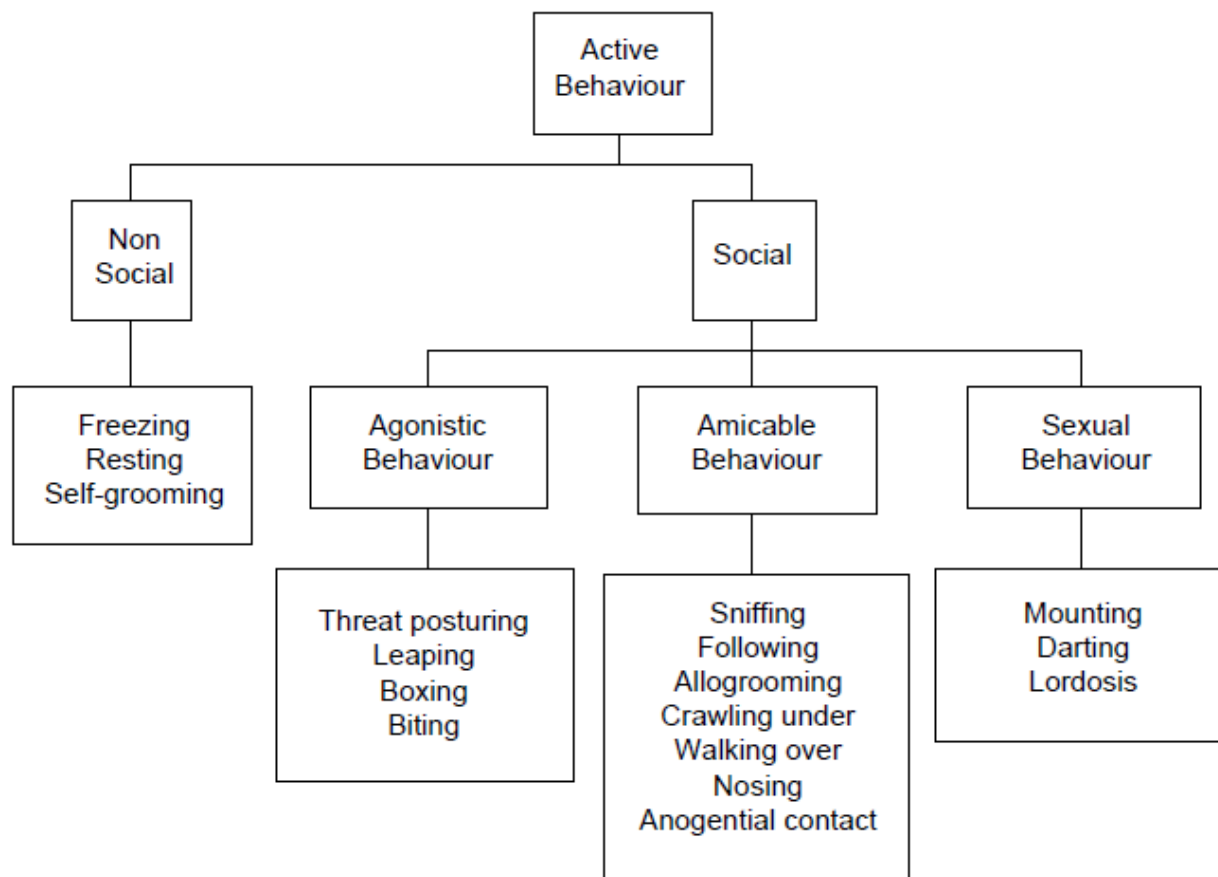 Active
Behaviour
Non
Social
Social
Freezing
Resting
Self-grooming
Agonistic
Behaviour
Amicable
Behaviour
Sexual
Behaviour
Threat posturing
Leaping
Boxing
Biting
Sniffing
Following
Allogrooming
Crawling under
Walking over
Nosing
Anogential contact
Mounting
Darting
Lordosis